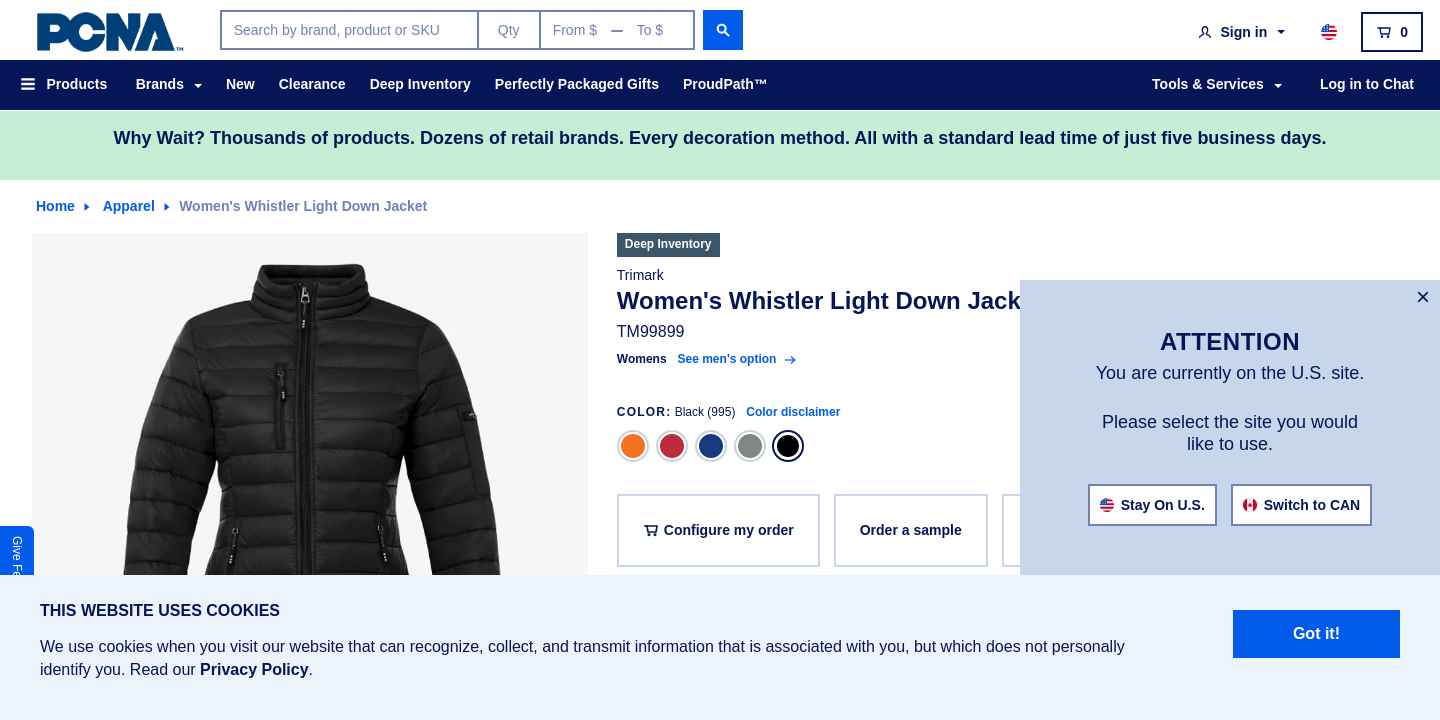 PCNA™
Search by brand, product or SKU
Qty
From $ — To $
Sign in
0
Products
Brands
New
Clearance
Deep Inventory
Perfectly Packaged Gifts
ProudPath™
Tools & Services
Log in to Chat
Why Wait? Thousands of products. Dozens of retail brands. Every decoration method. All with a standard lead time of just five business days.
Home
Apparel
Women's Whistler Light Down Jacket
Deep Inventory
Trimark
Women's Whistler Light Down Jack
TM99899
Womens See men's option
COLOR: Black (995) Color disclaimer
Configure my order
Order a sample
×
ATTENTION
You are currently on the U.S. site.
Please select the site you would
like to use.
Stay On U.S.
Switch to CAN
Give Fe
THIS WEBSITE USES COOKIES
We use cookies when you visit our website that can recognize, collect, and transmit information that is associated with you, but which does not personally
identify you. Read our Privacy Policy.
Got it!